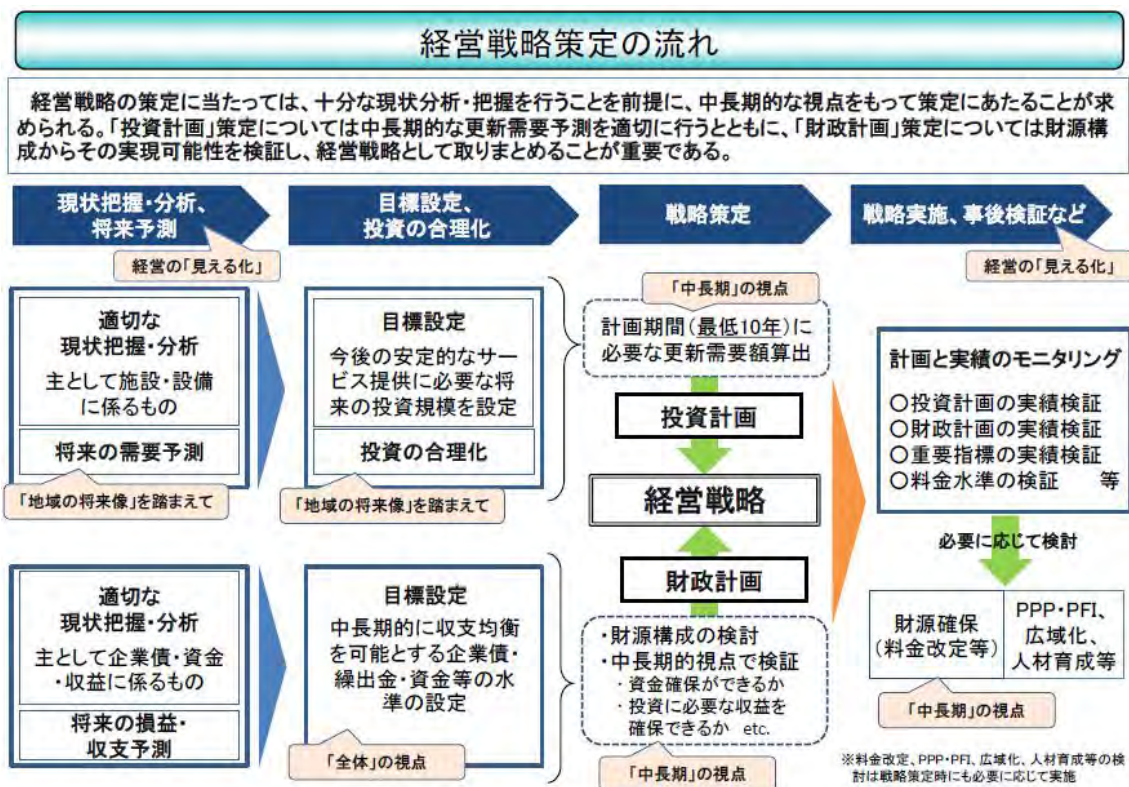 経営戦略策定の流れ
経営戦略の策定に当たっては、十分な現状分析・把握を行うことを前提に、中長期的な視点をもって策定にあたることが求
められる。「投資計画」策定については中長期的な更新需要予測を適切に行うとともに、「財政計画」策定については財源構
成からその実現可能性を検証し、経営戦略として取りまとめることが重要である。
現状把握・分析、
将来予測
経営の「見える化」
目標設定、
投資の合理化
戦略策定
戦略実施、事後検証など
経営の「見える化」
適切な
現状把握・分析
主として施設・設備
に係るもの
将来の需要予測
「地域の将来像」を踏まえて
目標設定
今後の安定的なサー
ビス提供に必要な将
来の投資規模を設定
投資の合理化
「地域の将来像」を踏まえて
「中長期」の視点
計画期間(最低10年)に
必要な更新需要額算出
投資計画
経営戦略
財政計画
・財源構成の検討
・中長期的視点で検証
・資金確保ができるか
・投資に必要な収益を
確保できるか etc.
「中長期」の視点
適切な
現状把握・分析
主として企業債・資金
・収益に係るもの
将来の損益・
収支予測
目標設定
中長期的に収支均衡
を可能とする企業債・
繰出金・資金等の水
準の設定
「全体」の視点
計画と実績のモニタリング
○投資計画の実績検証
○財政計画の実績検証
○重要指標の実績検証
○料金水準の検証 等
必要に応じて検討
財源確保
(料金改定等)
PPP・PFI、
広域化、
人材育成等
「中長期」の視点
※料金改定、PPP・PFI、広域化、人材育成等の検
討は戦略策定時にも必要に応じて実施